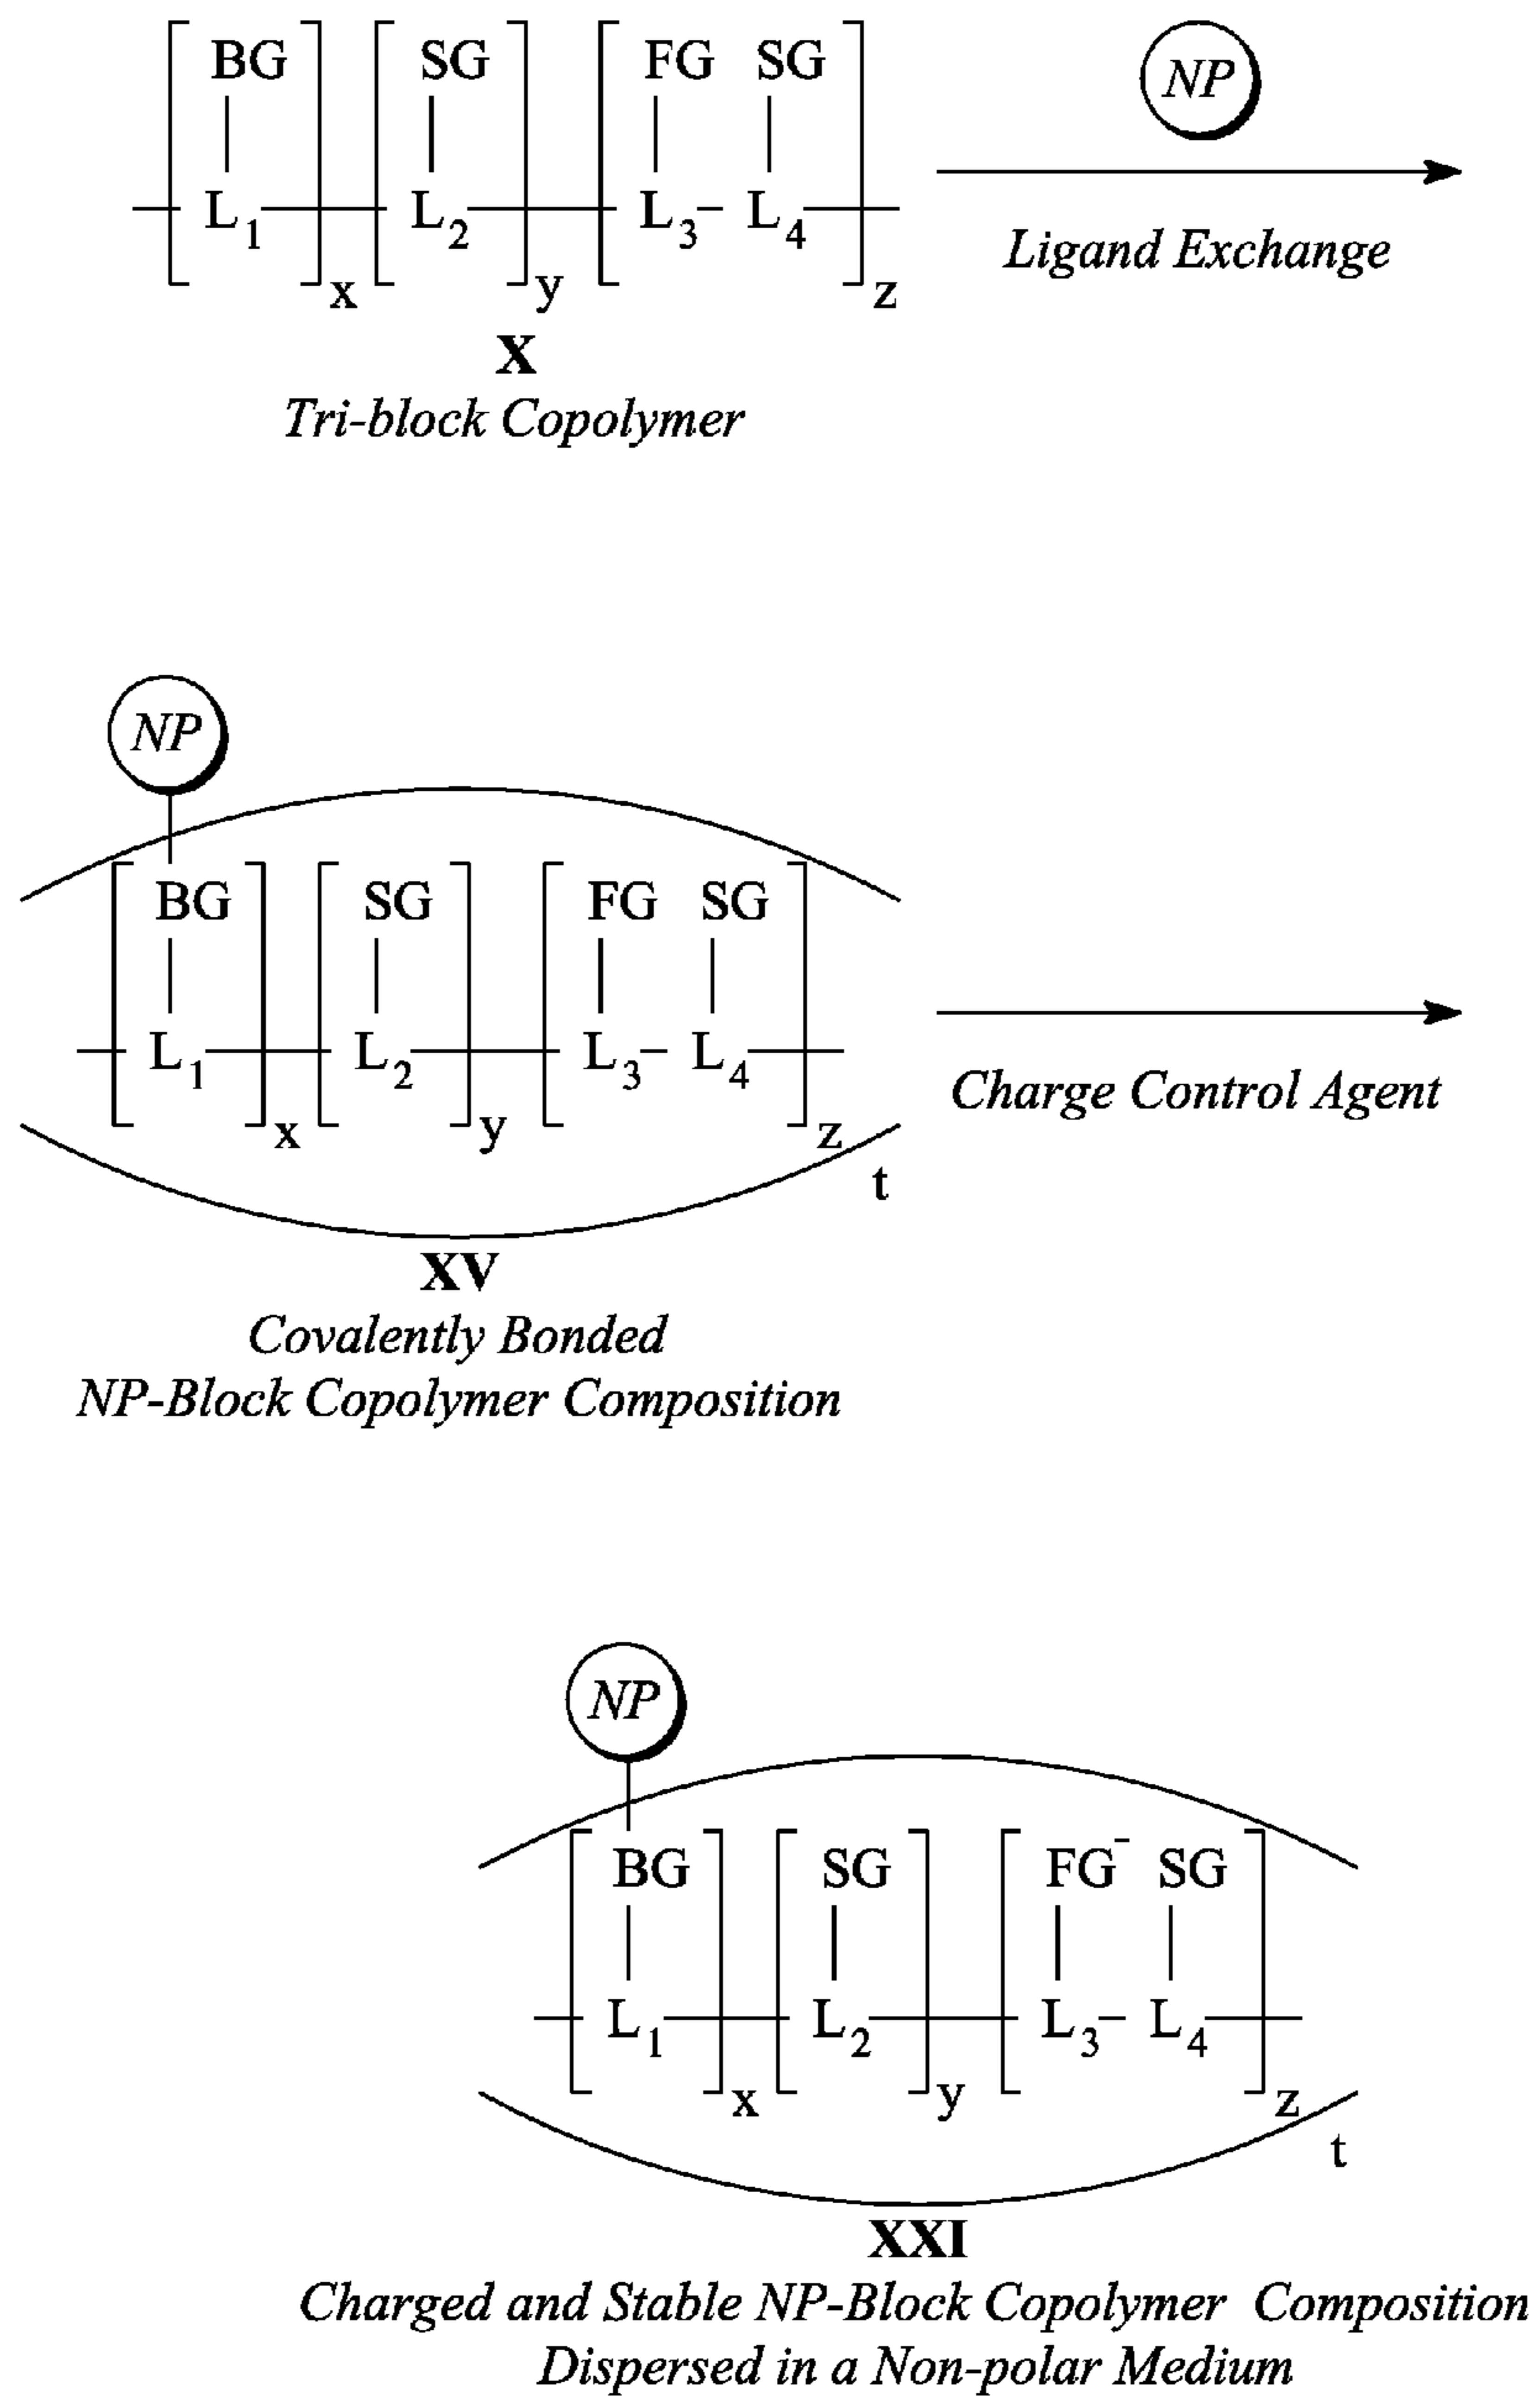 BG SG FG SG NP
L1 L2 L3 L4
Ligand Exchange
x y z
X
Tri-block Copolymer
NP
BG SG FG SG
L1 L2 L3 L4
Charge Control Agent
x y z
t
XV
Covalently Bonded
NP-Block Copolymer Composition
NP
BG SG FG⁻ SG
L1 L2 L3 L4
x y z
t
XXI
Charged and Stable NP-Block Copolymer Composition
Dispersed in a Non-polar Medium